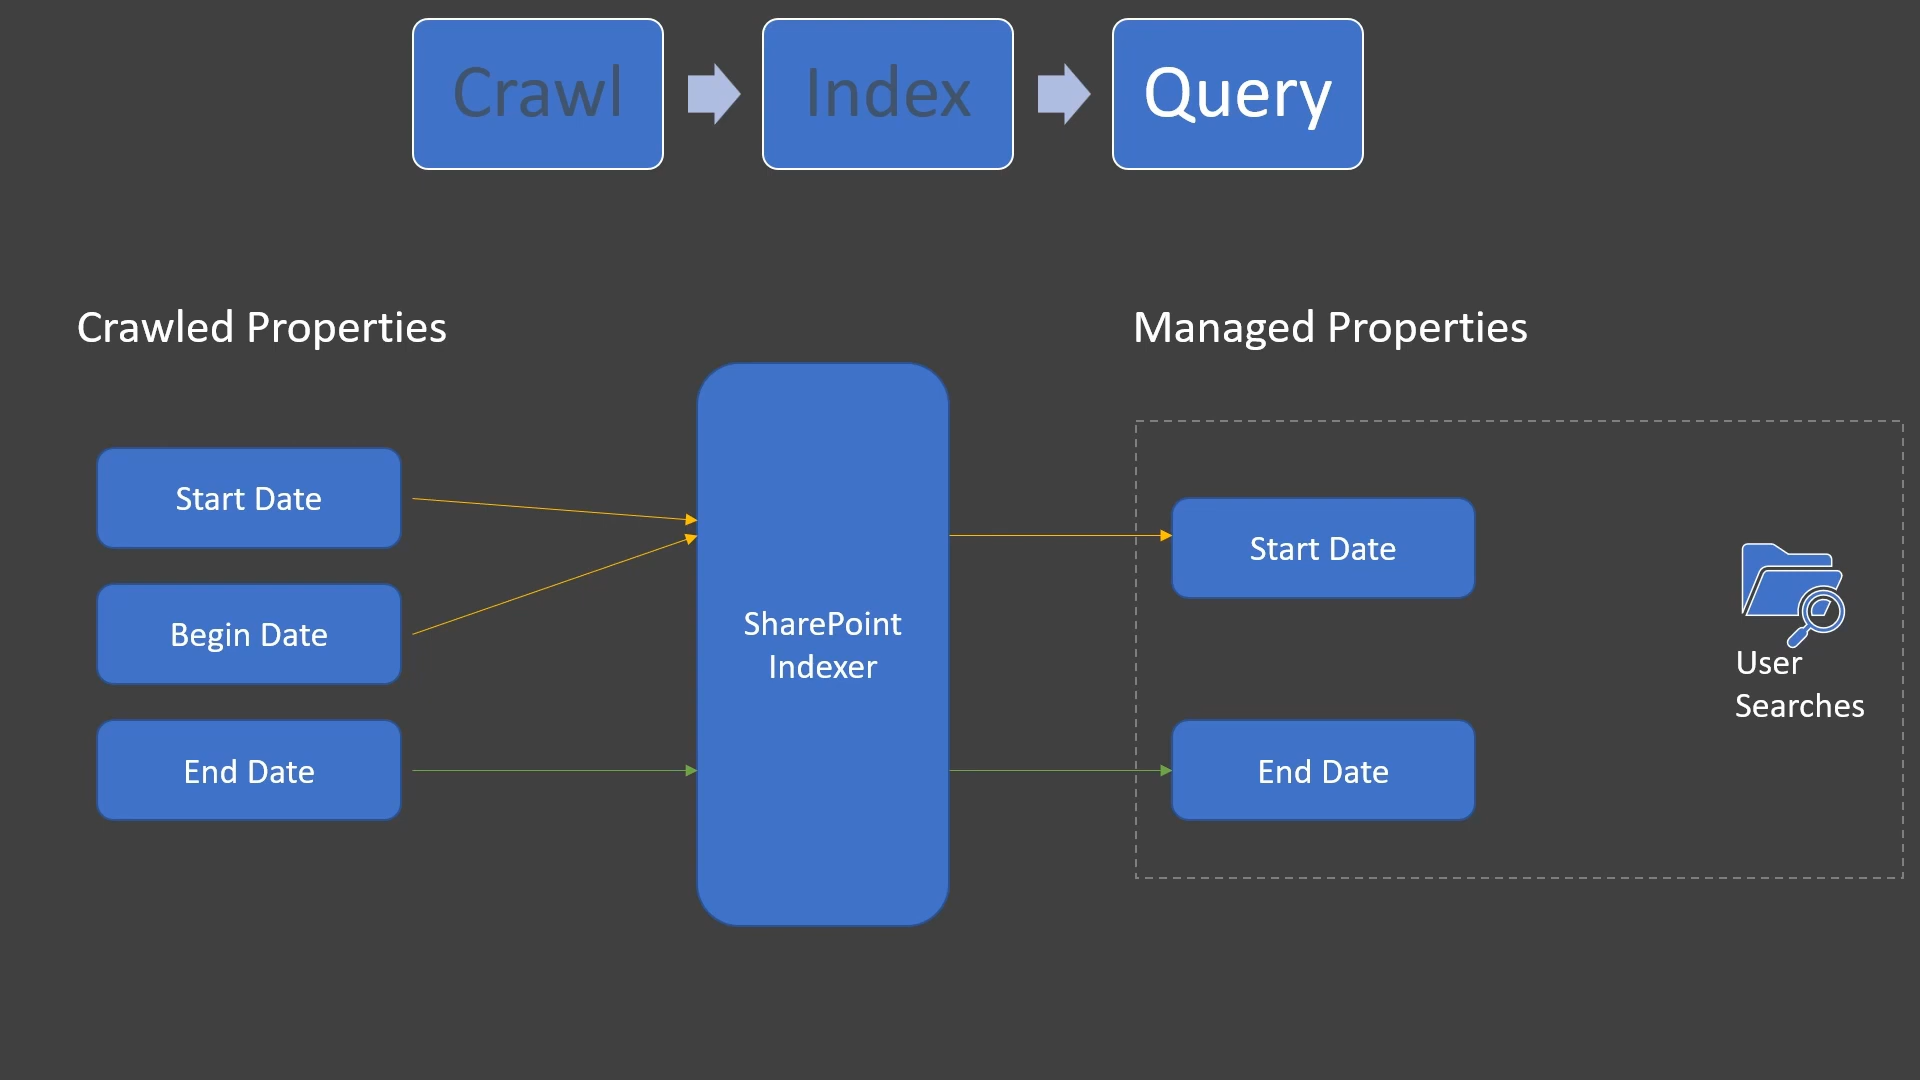 Crawl
Index
Query
Crawled Properties
Managed Properties
Start Date
Begin Date
End Date
SharePoint
Indexer
Start Date
End Date
User
Searches